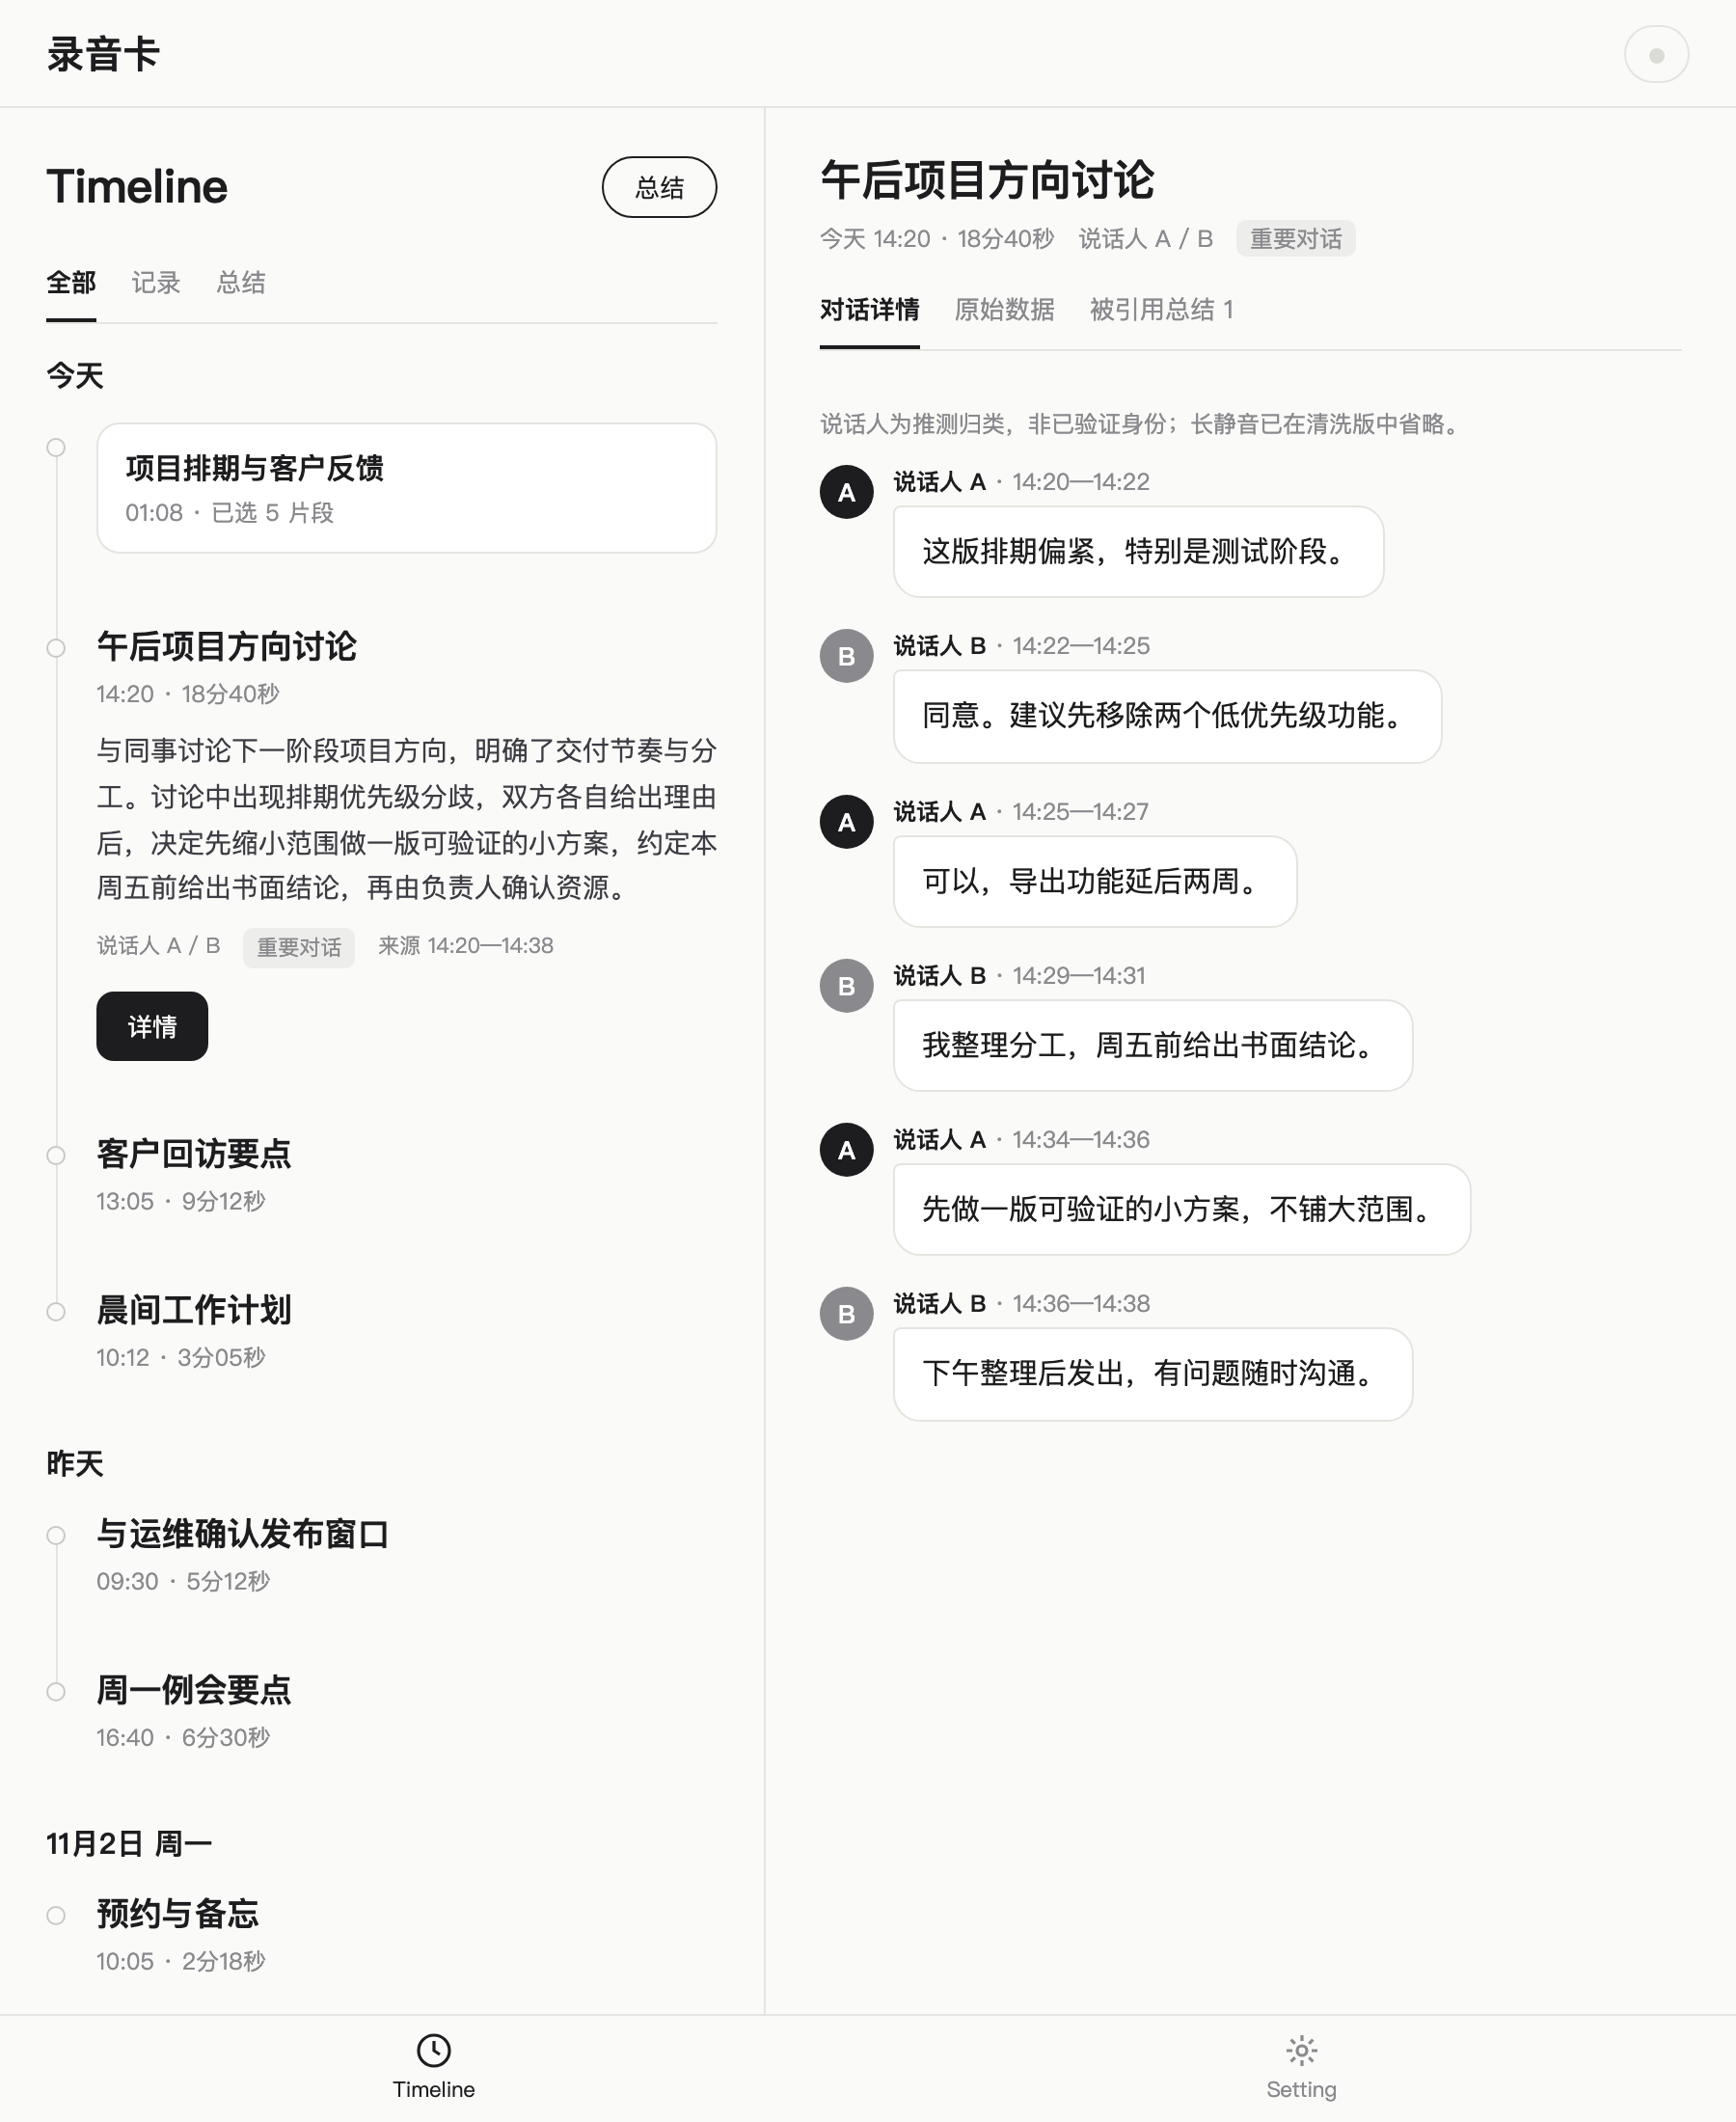 录音卡
Timeline
总结
全部 记录 总结
今天
项目排期与客户反馈
01:08 · 已选 5 片段
午后项目方向讨论
14:20 · 18分40秒
与同事讨论下一阶段项目方向，明确了交付节奏与分
工。讨论中出现排期优先级分歧，双方各自给出理由
后，决定先缩小范围做一版可验证的小方案，约定本
周五前给出书面结论，再由负责人确认资源。
说话人 A / B 重要对话 来源 14:20—14:38
详情
客户回访要点
13:05 · 9分12秒
晨间工作计划
10:12 · 3分05秒
昨天
与运维确认发布窗口
09:30 · 5分12秒
周一例会要点
16:40 · 6分30秒
11月2日 周一
预约与备忘
10:05 · 2分18秒
午后项目方向讨论
今天 14:20 · 18分40秒 说话人 A / B 重要对话
对话详情 原始数据 被引用总结 1
说话人为推测归类，非已验证身份；长静音已在清洗版中省略。
A 说话人 A · 14:20—14:22
这版排期偏紧，特别是测试阶段。
B 说话人 B · 14:22—14:25
同意。建议先移除两个低优先级功能。
A 说话人 A · 14:25—14:27
可以，导出功能延后两周。
B 说话人 B · 14:29—14:31
我整理分工，周五前给出书面结论。
A 说话人 A · 14:34—14:36
先做一版可验证的小方案，不铺大范围。
B 说话人 B · 14:36—14:38
下午整理后发出，有问题随时沟通。
Timeline
Setting